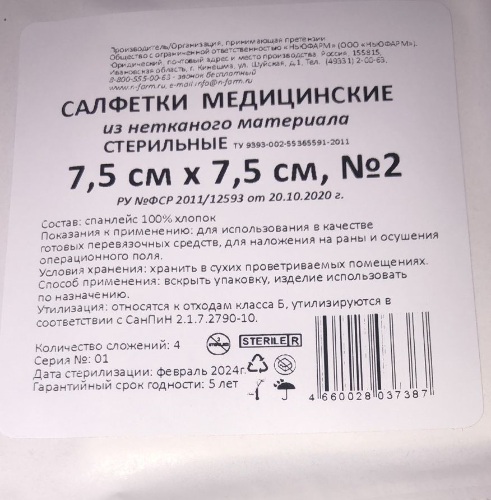 Производитель/Организация, принимающая претензии
Общество с ограниченной ответственностью «НЬЮФАРМ» (ООО «НЬЮФАРМ»).
Юридический, почтовый адрес и место производства: Россия, 155815,
Ивановская область, г. Кинешма, ул. Шуйская, д.1, Тел. (49331) 2-00-63,
8-800-555-00-63 - звонок бесплатный
www.n-farm.ru, e-mail info@n-farm.ru
САЛФЕТКИ МЕДИЦИНСКИЕ
из нетканого материала
СТЕРИЛЬНЫЕ ТУ 9393-002-55365591-2011
7,5 см х 7,5 см, №2
РУ №ФСР 2011/12593 от 20.10.2020 г.
Состав: спанлейс 100% хлопок
Показания к применению: для использования в качестве
готовых перевязочных средств, для наложения на раны и осушения
операционного поля.
Условия хранения: хранить в сухих проветриваемых помещениях.
Способ применения: вскрыть упаковку, изделие использовать
по назначению.
Утилизация: относятся к отходам класса Б, утилизируются в
соответствии с СанПиН 2.1.7.2790-10.
Количество сложений: 4
STERILE R
Серия №: 01
Дата стерилизации: февраль 2024г.
Гарантийный срок годности: 5 лет
4 660028 037387